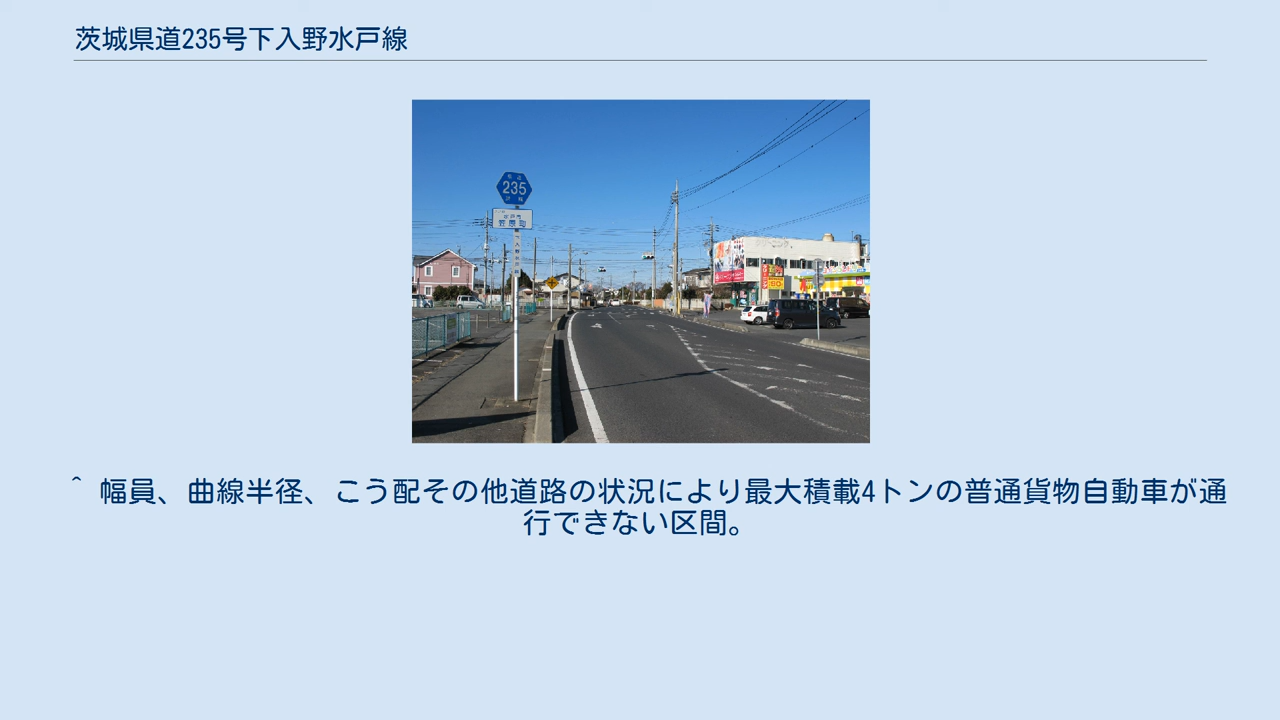 茨城県道235号下入野水戸線
235
笠原町
^ 幅員、曲線半径、こう配その他道路の状況により最大積載4トンの普通貨物自動車が通
行できない区間。